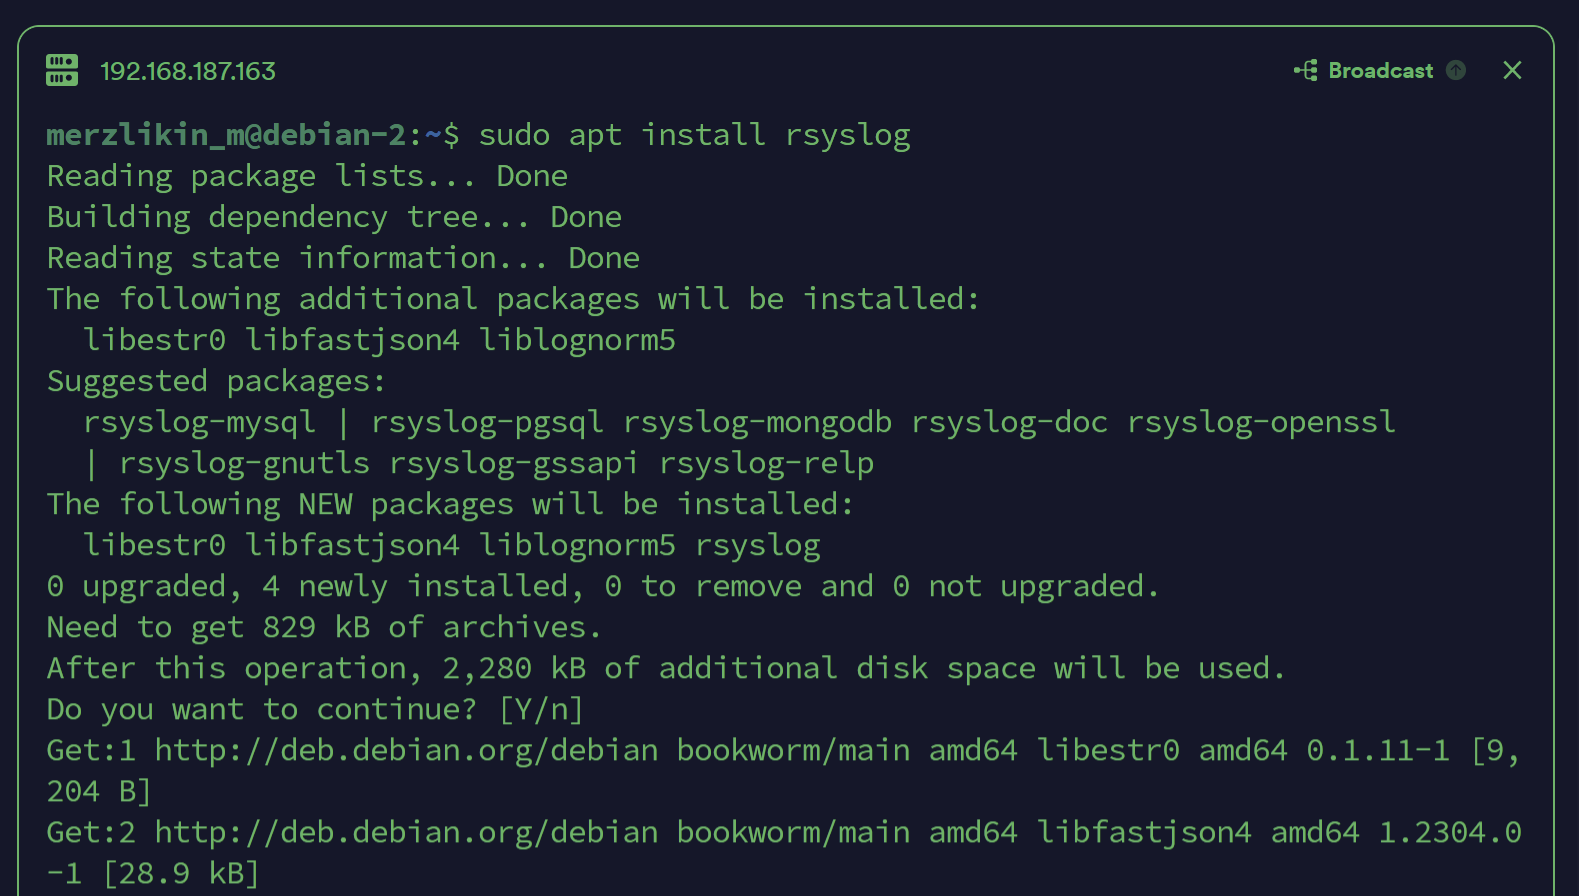 192.168.187.163
Broadcast
merzlikin_m@debian-2:~$ sudo apt install rsyslog
Reading package lists... Done
Building dependency tree... Done
Reading state information... Done
The following additional packages will be installed:
  libestr0 libfastjson4 liblognorm5
Suggested packages:
  rsyslog-mysql | rsyslog-pgsql rsyslog-mongodb rsyslog-doc rsyslog-openssl
  | rsyslog-gnutls rsyslog-gssapi rsyslog-relp
The following NEW packages will be installed:
  libestr0 libfastjson4 liblognorm5 rsyslog
0 upgraded, 4 newly installed, 0 to remove and 0 not upgraded.
Need to get 829 kB of archives.
After this operation, 2,280 kB of additional disk space will be used.
Do you want to continue? [Y/n]
Get:1 http://deb.debian.org/debian bookworm/main amd64 libestr0 amd64 0.1.11-1 [9,
204 B]
Get:2 http://deb.debian.org/debian bookworm/main amd64 libfastjson4 amd64 1.2304.0
-1 [28.9 kB]